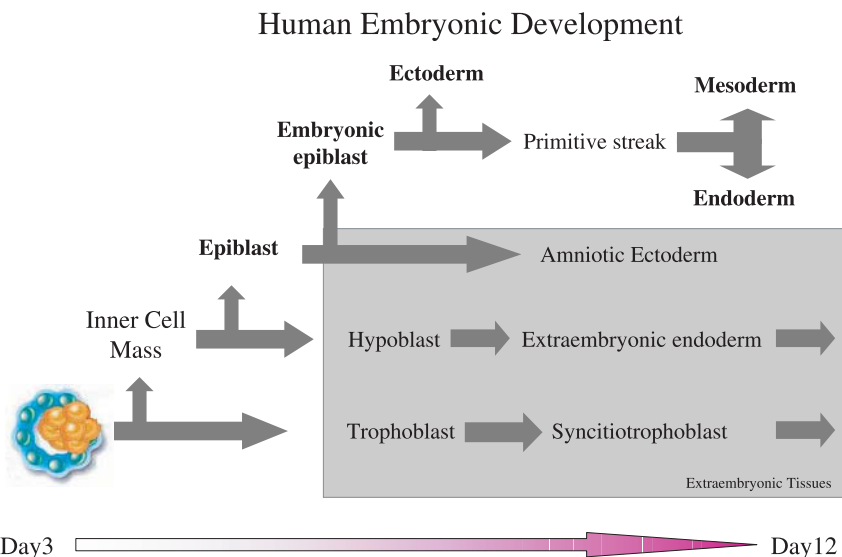 Human Embryonic Development
Ectoderm
Mesoderm
Embryonic
epiblast
Primitive streak
Endoderm
Epiblast
Amniotic Ectoderm
Inner Cell
Mass
Hypoblast
Extraembryonic endoderm
Trophoblast
Syncitiotrophoblast
Extraembryonic Tissues
Day3
Day12